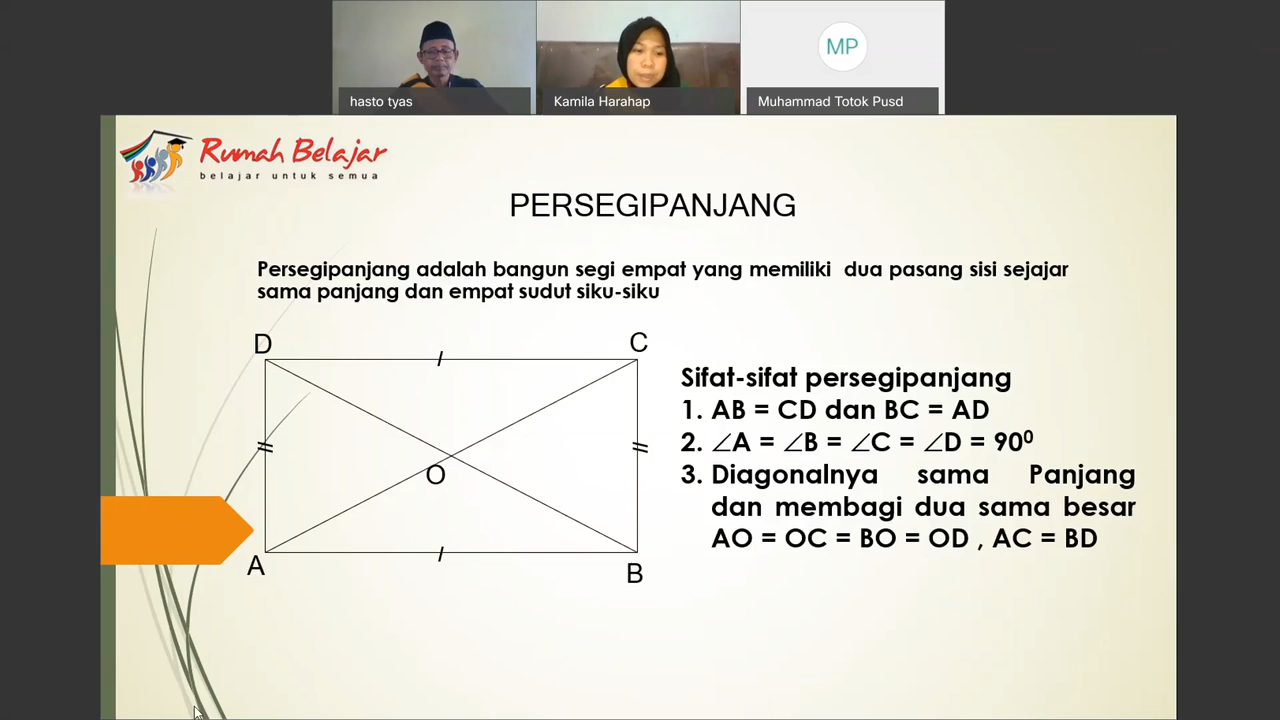 hasto tyas
Kamila Harahap
MP
Muhammad Totok Pusd
Rumah Belajar
belajar untuk semua
PERSEGIPANJANG
Persegipanjang adalah bangun segi empat yang memiliki dua pasang sisi sejajar
sama panjang dan empat sudut siku-siku
D
C
O
A
B
Sifat-sifat persegipanjang
1. AB = CD dan BC = AD
2. ∠A = ∠B = ∠C = ∠D = 90⁰
3. Diagonalnya sama Panjang
dan membagi dua sama besar
AO = OC = BO = OD , AC = BD